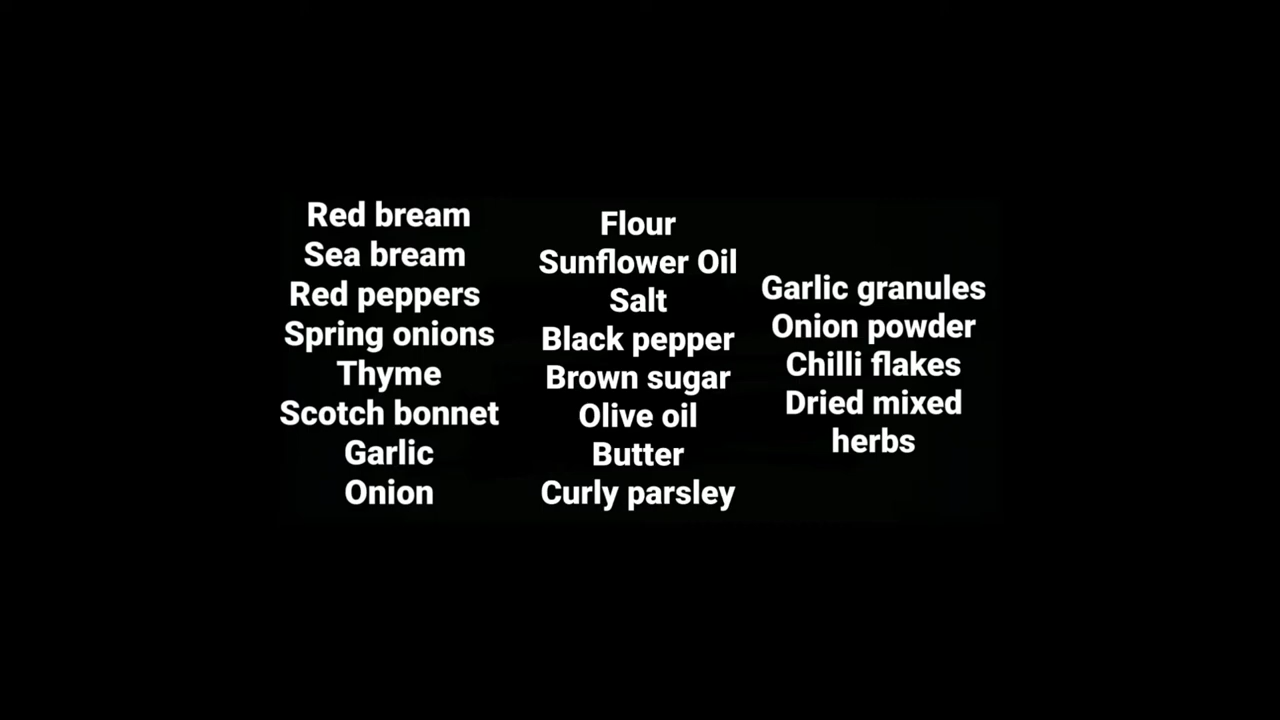 Red bream
Sea bream
Red peppers
Spring onions
Thyme
Scotch bonnet
Garlic
Onion
Flour
Sunflower Oil
Salt
Black pepper
Brown sugar
Olive oil
Butter
Curly parsley
Garlic granules
Onion powder
Chilli flakes
Dried mixed
herbs